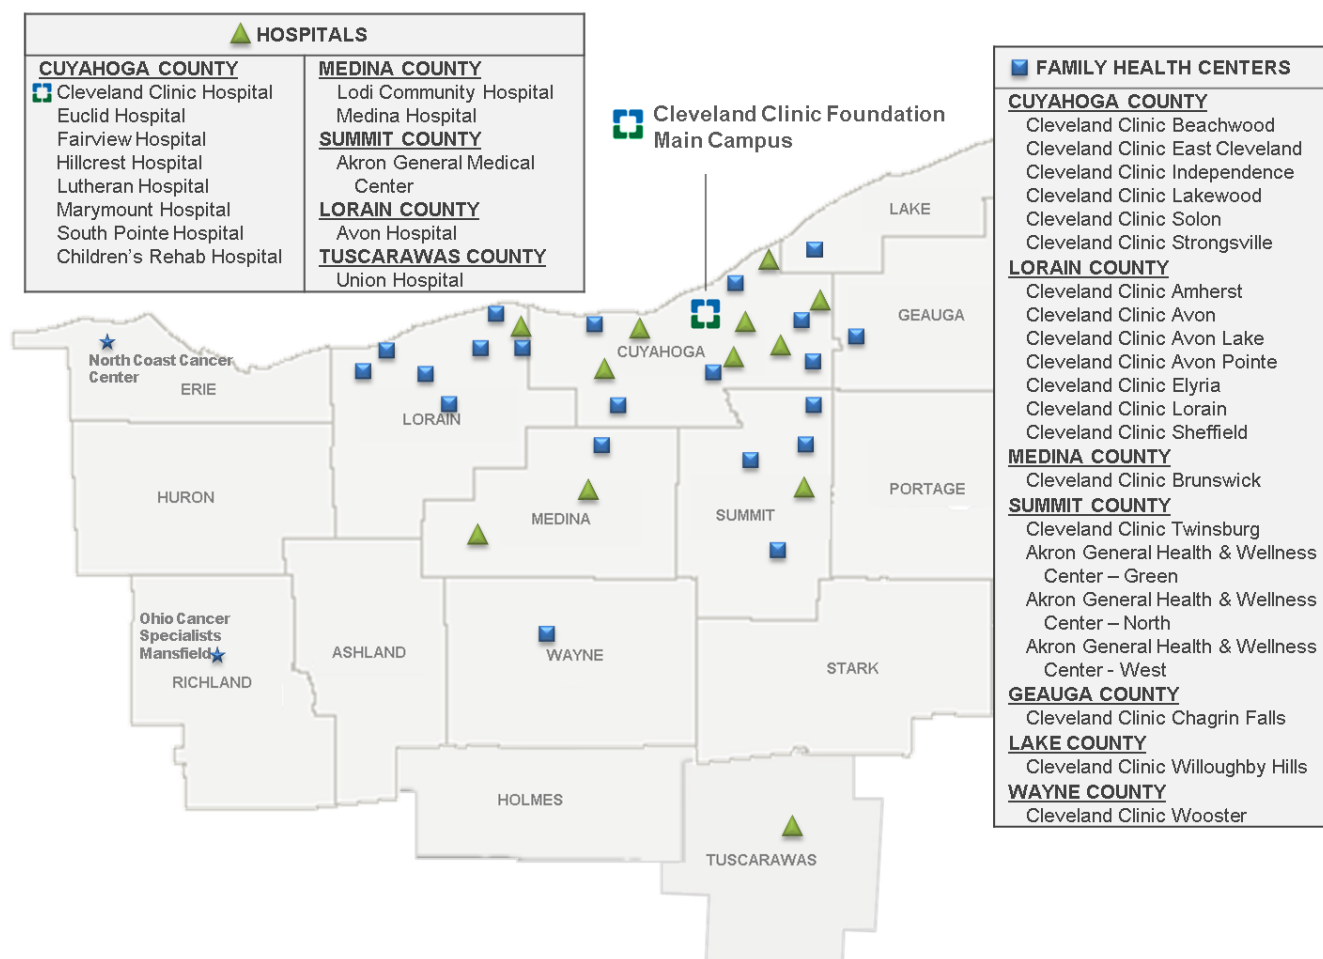 HOSPITALS
CUYAHOGA COUNTY
Cleveland Clinic Hospital
Euclid Hospital
Fairview Hospital
Hillcrest Hospital
Lutheran Hospital
Marymount Hospital
South Pointe Hospital
Children's Rehab Hospital
MEDINA COUNTY
Lodi Community Hospital
Medina Hospital
SUMMIT COUNTY
Akron General Medical
Center
LORAIN COUNTY
Avon Hospital
TUSCARAWAS COUNTY
Union Hospital
Cleveland Clinic Foundation
Main Campus
FAMILY HEALTH CENTERS
CUYAHOGA COUNTY
Cleveland Clinic Beachwood
Cleveland Clinic East Cleveland
Cleveland Clinic Independence
Cleveland Clinic Lakewood
Cleveland Clinic Solon
Cleveland Clinic Strongsville
LORAIN COUNTY
Cleveland Clinic Amherst
Cleveland Clinic Avon
Cleveland Clinic Avon Lake
Cleveland Clinic Avon Pointe
Cleveland Clinic Elyria
Cleveland Clinic Lorain
Cleveland Clinic Sheffield
MEDINA COUNTY
Cleveland Clinic Brunswick
SUMMIT COUNTY
Cleveland Clinic Twinsburg
Akron General Health & Wellness
Center – Green
Akron General Health & Wellness
Center – North
Akron General Health & Wellness
Center - West
GEAUGA COUNTY
Cleveland Clinic Chagrin Falls
LAKE COUNTY
Cleveland Clinic Willoughby Hills
WAYNE COUNTY
Cleveland Clinic Wooster
LAKE
GEAUGA
CUYAHOGA
North Coast Cancer
Center
ERIE
LORAIN
HURON
MEDINA
SUMMIT
PORTAGE
Ohio Cancer
Specialists
Mansfield
RICHLAND
ASHLAND
WAYNE
STARK
HOLMES
TUSCARAWAS